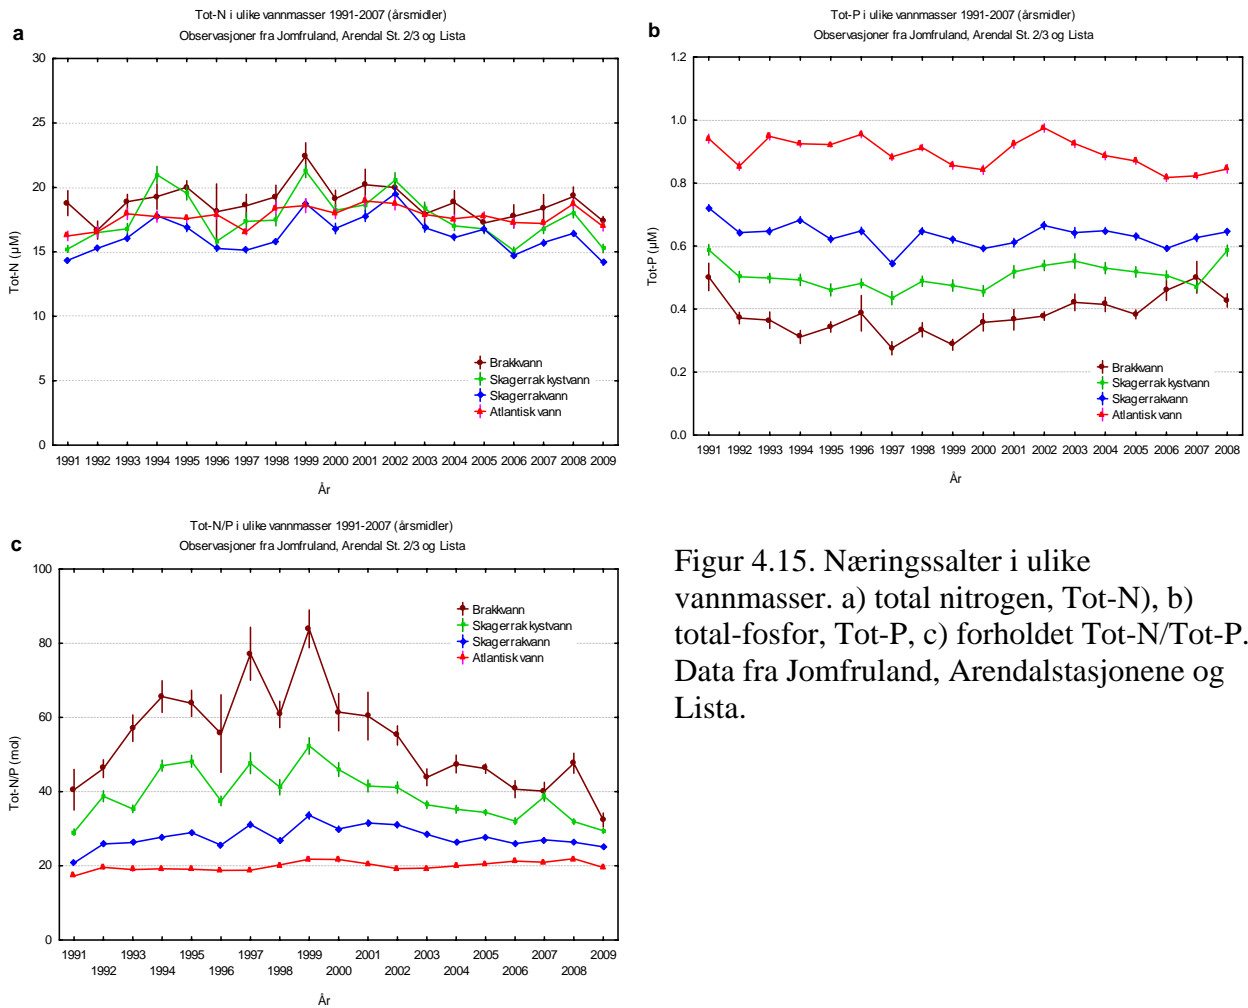 Tot-N i ulike vannmasser 1991-2007 (årsmidler)
a
Observasjoner fra Jomfruland, Arendal St. 2/3 og Lista
30
25
20
15
10
5
0
Tot-N (µM)
Brakkvann
Skagerrak kystvann
Skagerrakvann
Atlantisk vann
1991 1992 1993 1994 1995 1996 1997 1998 1999 2000 2001 2002 2003 2004 2005 2006 2007 2008 2009
År
Tot-P i ulike vannmasser 1991-2007 (årsmidler)
b
Observasjoner fra Jomfruland, Arendal St. 2/3 og Lista
1.2
1.0
0.8
0.6
0.4
0.2
0.0
Tot-P (µM)
Brakkvann
Skagerrak kystvann
Skagerrakvann
Atlantisk vann
1991 1992 1993 1994 1995 1996 1997 1998 1999 2000 2001 2002 2003 2004 2005 2006 2007 2008
År
Tot-N/P i ulike vannmasser 1991-2007 (årsmidler)
c
Observasjoner fra Jomfruland, Arendal St. 2/3 og Lista
100
80
60
40
20
0
Tot-N/P (mol)
Brakkvann
Skagerrak kystvann
Skagerrakvann
Atlantisk vann
1991 1993 1995 1997 1999 2001 2003 2005 2007 2009
1992 1994 1996 1998 2000 2002 2004 2006 2008
År
Figur 4.15. Næringssalter i ulike
vannmasser. a) total nitrogen, Tot-N), b)
total-fosfor, Tot-P, c) forholdet Tot-N/Tot-P.
Data fra Jomfruland, Arendalstasjonene og
Lista.